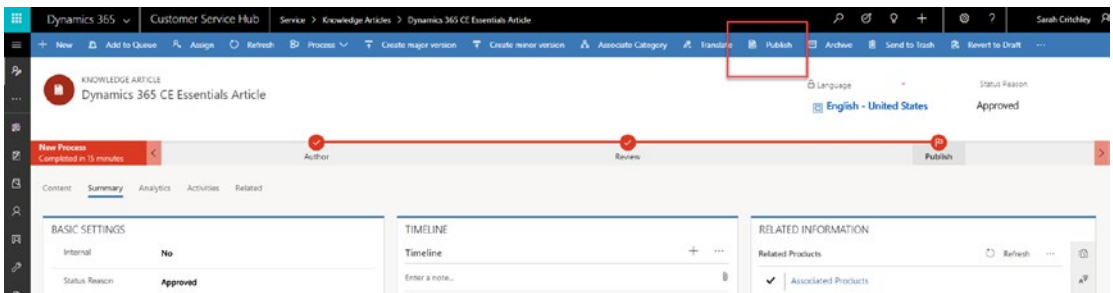 Dynamics 365 Customer Service Hub Service > Knowledge Articles > Dynamics 365 CE Essentials Article Sarah Critchley
+ New Add to Queue Assign Refresh Process Create major version Create minor version Associate Category Translate Publish Archive Send to Trash Revert to Draft ...
KNOWLEDGE ARTICLE
Dynamics 365 CE Essentials Article
Language * Status Reason
English - United States Approved
New Process
Completed in 15 minutes
Author Review Publish
Content Summary Analytics Activities Related
BASIC SETTINGS TIMELINE RELATED INFORMATION
Internal No Timeline + ... Related Products Refresh ...
Status Reason Approved Enter a note... Associated Products